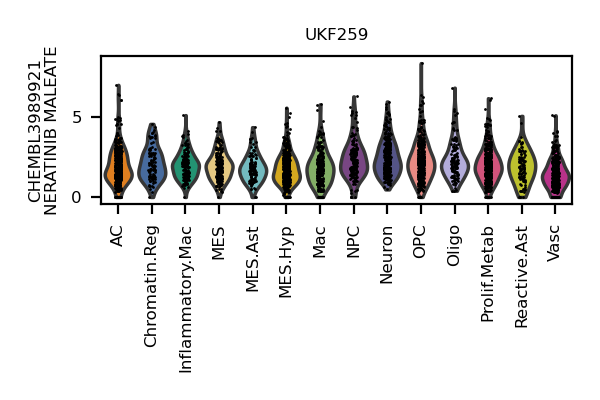 UKF259
CHEMBL3989921
NERATINIB MALEATE
5
0
AC
Chromatin.Reg
Inflammatory.Mac
MES
MES.Ast
MES.Hyp
Mac
NPC
Neuron
OPC
Oligo
Prolif.Metab
Reactive.Ast
Vasc